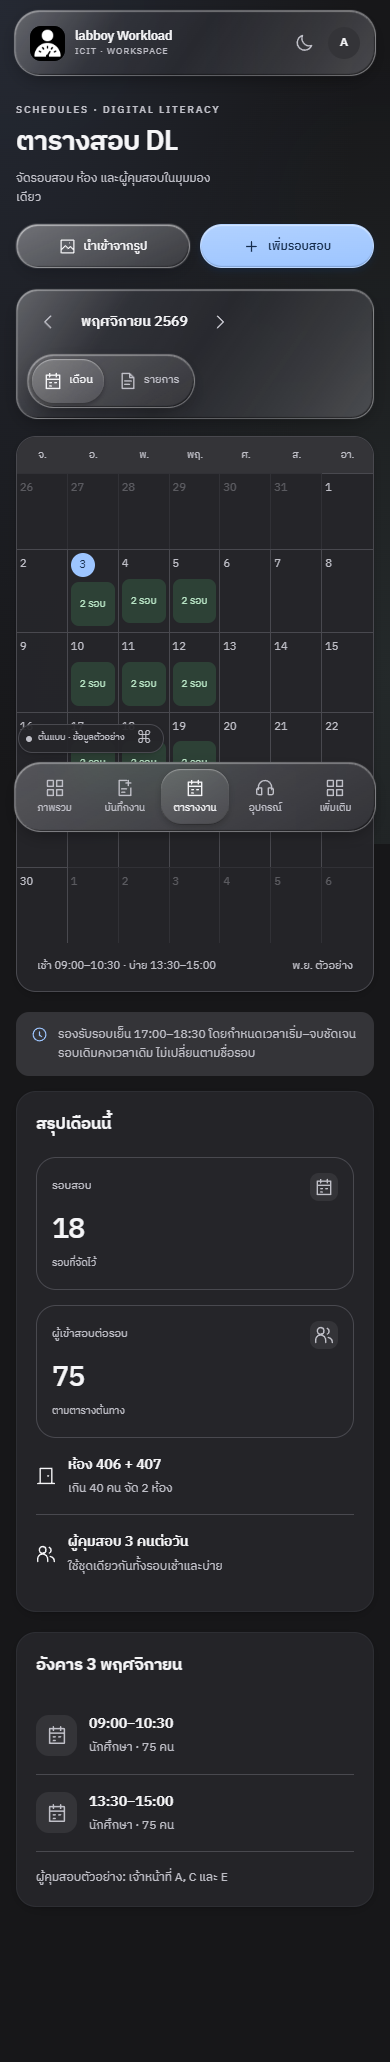 labboy Workload
ICIT · WORKSPACE
A
SCHEDULES · DIGITAL LITERACY
ตารางสอบ DL
จัดรอบสอบ ห้อง และผู้คุมสอบในมุมมอง
เดียว
นำเข้าจากรูป
เพิ่มรอบสอบ
พฤศจิกายน 2569
เดือน
รายการ
จ. อ. พ. พฤ. ศ. ส. อา.
26 27 28 29 30 31 1
2 3 4 5 6 7 8
2 รอบ 2 รอบ 2 รอบ
9 10 11 12 13 14 15
2 รอบ 2 รอบ 2 รอบ
19 20 21 22
ต้นแบบ · ข้อมูลตัวอย่าง ⌘
ภาพรวม บันทึกงาน ตารางงาน อุปกรณ์ เพิ่มเติม
30 1 2 3 4 5 6
เช้า 09:00–10:30 · บ่าย 13:30–15:00 พ.ย. ตัวอย่าง
รองรับรอบเย็น 17:00–18:30 โดยกำหนดเวลาเริ่ม–จบชัดเจน
รอบเดิมคงเวลาเดิม ไม่เปลี่ยนตามชื่อรอบ
สรุปเดือนนี้
รอบสอบ
18
รอบที่จัดไว้
ผู้เข้าสอบต่อรอบ
75
ตามตารางต้นทาง
ห้อง 406 + 407
เกิน 40 คน จัด 2 ห้อง
ผู้คุมสอบ 3 คนต่อวัน
ใช้ชุดเดียวกันทั้งรอบเช้าและบ่าย
อังคาร 3 พฤศจิกายน
09:00–10:30
นักศึกษา · 75 คน
13:30–15:00
นักศึกษา · 75 คน
ผู้คุมสอบตัวอย่าง: เจ้าหน้าที่ A, C และ E